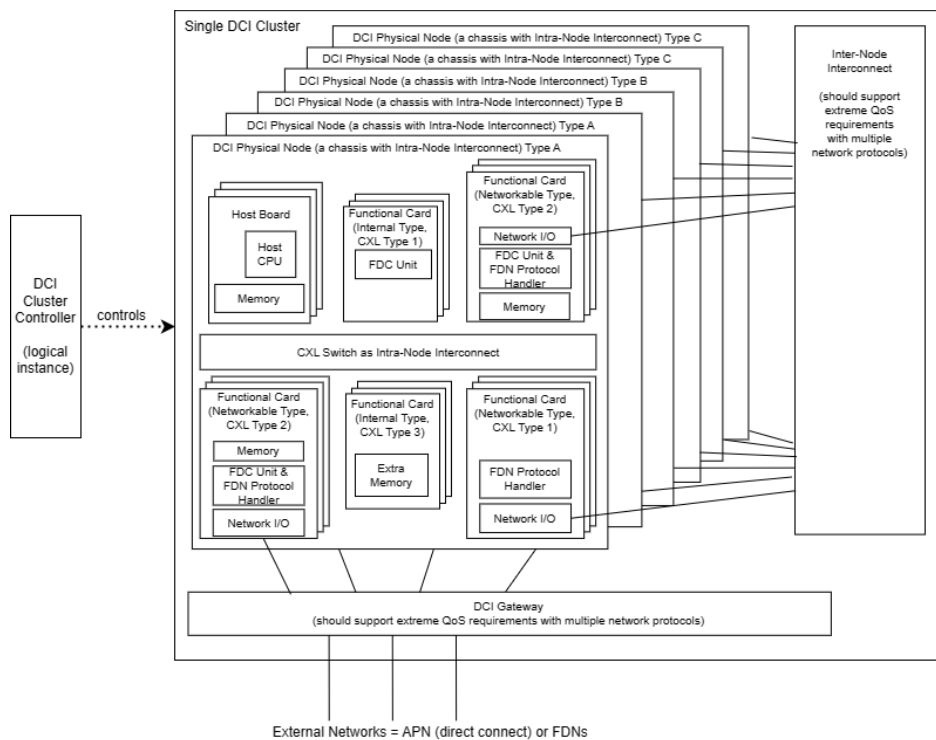 Single DCI Cluster
DCI Physical Node (a chassis with Intra-Node Interconnect) Type C
DCI Physical Node (a chassis with Intra-Node Interconnect) Type C
DCI Physical Node (a chassis with Intra-Node Interconnect) Type B
DCI Physical Node (a chassis with Intra-Node Interconnect) Type B
DCI Physical Node (a chassis with Intra-Node Interconnect) Type A
DCI Physical Node (a chassis with Intra-Node Interconnect) Type A
Inter-Node
Interconnect
(should support
extreme QoS
requirements
with multiple
network protocols)
Host Board
Host
CPU
Memory
Functional Card
(Internal Type,
CXL Type 1)
FDC Unit
Functional Card
(Networkable Type,
CXL Type 2)
Network I/O
FDC Unit &
FDN Protocol
Handler
Memory
DCI
Cluster
Controller
(logical
instance)
controls
CXL Switch as Intra-Node Interconnect
Functional Card
(Networkable Type,
CXL Type 2)
Memory
FDC Unit &
FDN Protocol
Handler
Network I/O
Functional Card
(Internal Type,
CXL Type 3)
Extra
Memory
Functional Card
(Networkable Type,
CXL Type 1)
FDN Protocol
Handler
Network I/O
DCI Gateway
(should support extreme QoS requirements with multiple network protocols)
External Networks = APN (direct connect) or FDNs